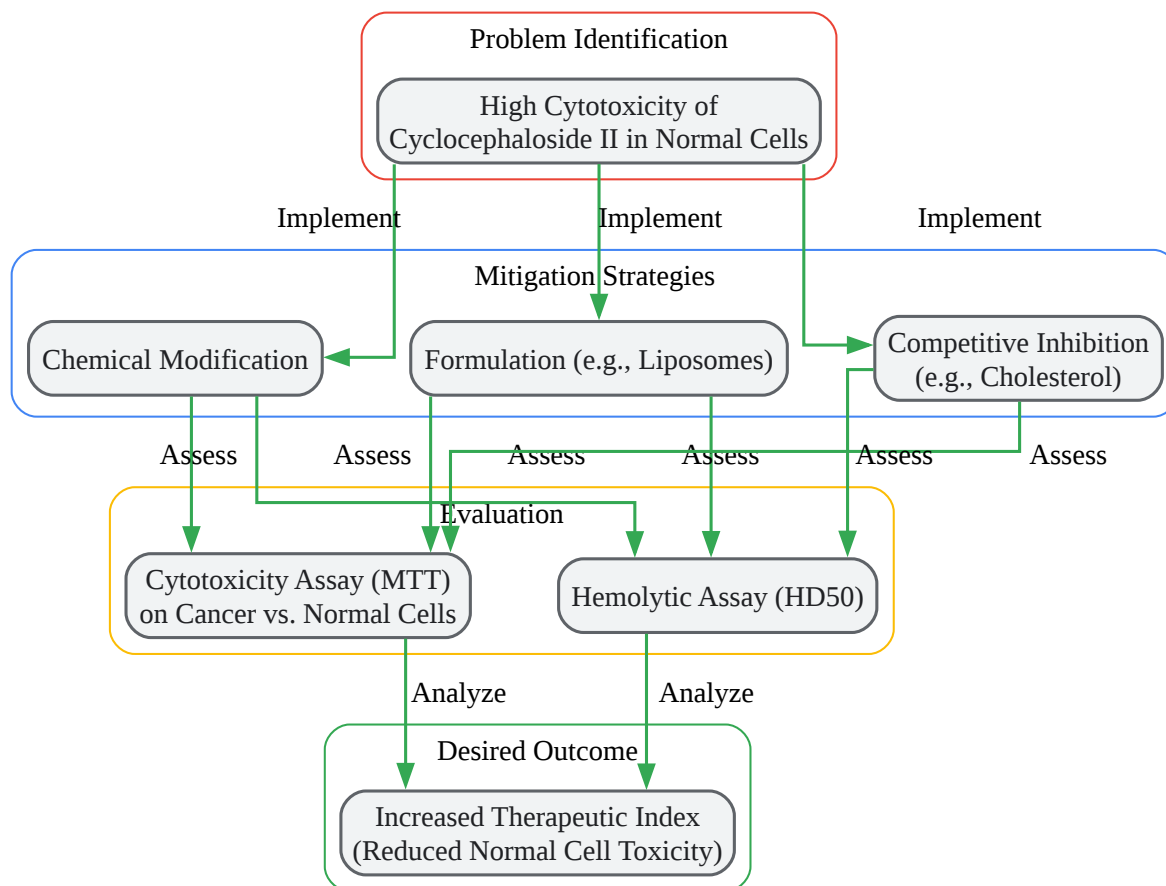 Problem Identification
High Cytotoxicity of
Cyclocephaloside II in Normal Cells
Implement
Implement
Implement
Mitigation Strategies
Chemical Modification
Formulation (e.g., Liposomes)
Competitive Inhibition
(e.g., Cholesterol)
Assess
Assess
Assess
Assess
Assess
Assess
Evaluation
Cytotoxicity Assay (MTT)
on Cancer vs. Normal Cells
Hemolytic Assay (HD50)
Analyze
Analyze
Desired Outcome
Increased Therapeutic Index
(Reduced Normal Cell Toxicity)